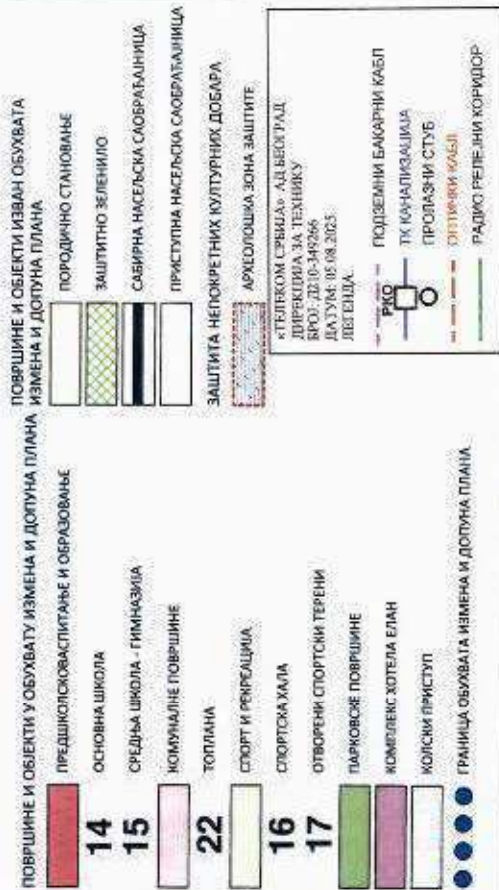 ПОВРШИНЕ И ОБЈЕКТИ У ОБУХВАТУ ИЗМЕНА И ДОПУНА ПЛАНА
ПРЕДШКОЛСКОВАСПИТАЊЕ И ОБРАЗОВАЊЕ
14 ОСНОВНА ШКОЛА
15 СРЕДЊА ШКОЛА - ГИМНАЗИЈА
КОМУНАЛНЕ ПОВРШИНЕ
22 ТОПЛАНА
СПОРТ И РЕКРЕАЦИЈА
16 СПОРТСКА ХАЛА
17 ОТВОРЕНИ СПОРТСКИ ТЕРЕНИ
ПАРКОВСКЕ ПОВРШИНЕ
КОМПЛЕКС ХОТЕЛА ЕЛАН
КОЛСКИ ПРИСТУП
ГРАНИЦА ОБУХВАТА ИЗМЕНА И ДОПУНА ПЛАНА
ПОВРШИНЕ И ОБЈЕКТИ ИЗВАН ОБУХВАТА
ИЗМЕНА И ДОПУНА ПЛАНА
ПОРОДИЧНО СТАНОВАЊЕ
ЗАШТИТНО ЗЕЛЕНИЛО
САБИРНА НАСЕЉСКА САОБРАЋАЈНИЦА
ПРИСТУПНА НАСЕЉСКА САОБРАЋАЈНИЦА
ЗАШТИТА НЕПОКРЕТНИХ КУЛТУРНИХ ДОБАРА
АРХЕОЛОШКА ЗОНА ЗАШТИТЕ
«ТЕЛЕКОМ СРБИЈА» АД БЕОГРАД
ДИРЕКЦИЈА ЗА ТЕХНИКУ
БРОЈ: Д210-349266
ДАТУМ: 05.08.2025.
ЛЕГЕНДА:
ПОДЗЕМНИ БАКАРНИ КАБЛ
РКО ТК КАНАЛИЗАЦИЈА
ПРОЛАЗНИ СТУБ
ОПТИЧКИ КАБЛ
РАДИО РЕЛЕЈНИ КОРИДОР